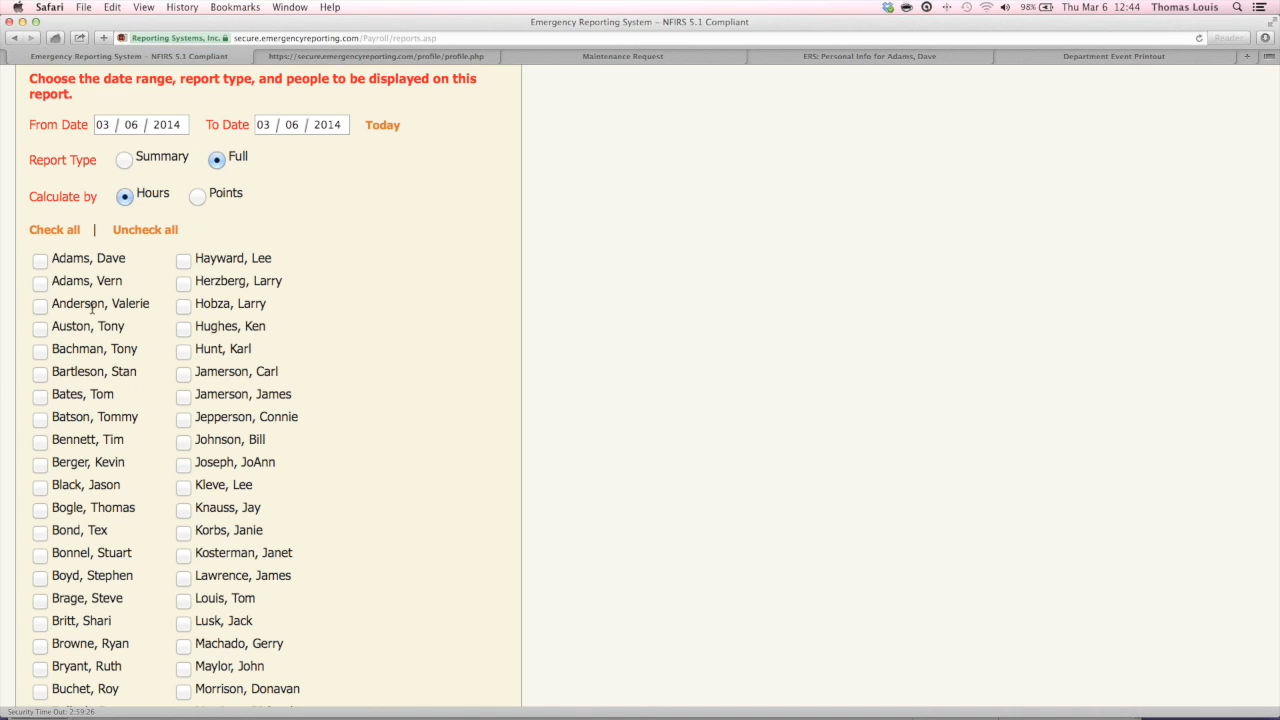 Safari File Edit View History Bookmarks Window Help 98% Thu Mar 6 12:44 Thomas Louis
Emergency Reporting System – NFIRS 5.1 Compliant
Reporting Systems, Inc. secure.emergencyreporting.com/Payroll/reports.asp Reader
Emergency Reporting System – NFIRS 5.1 Compliant https://secure.emergencyreporting.com/profile/profile.php Maintenance Request ERS: Personal Info for Adams, Dave Department Event Printout
Choose the date range, report type, and people to be displayed on this
report.
From Date 03 / 06 / 2014 To Date 03 / 06 / 2014 Today
Report Type Summary Full
Calculate by Hours Points
Check all | Uncheck all
Adams, Dave Hayward, Lee
Adams, Vern Herzberg, Larry
Anderson, Valerie Hobza, Larry
Auston, Tony Hughes, Ken
Bachman, Tony Hunt, Karl
Bartleson, Stan Jamerson, Carl
Bates, Tom Jamerson, James
Batson, Tommy Jepperson, Connie
Bennett, Tim Johnson, Bill
Berger, Kevin Joseph, JoAnn
Black, Jason Kleve, Lee
Bogle, Thomas Knauss, Jay
Bond, Tex Korbs, Janie
Bonnel, Stuart Kosterman, Janet
Boyd, Stephen Lawrence, James
Brage, Steve Louis, Tom
Britt, Shari Lusk, Jack
Browne, Ryan Machado, Gerry
Bryant, Ruth Maylor, John
Buchet, Roy Morrison, Donavan
Security Time Out: 2:59:26